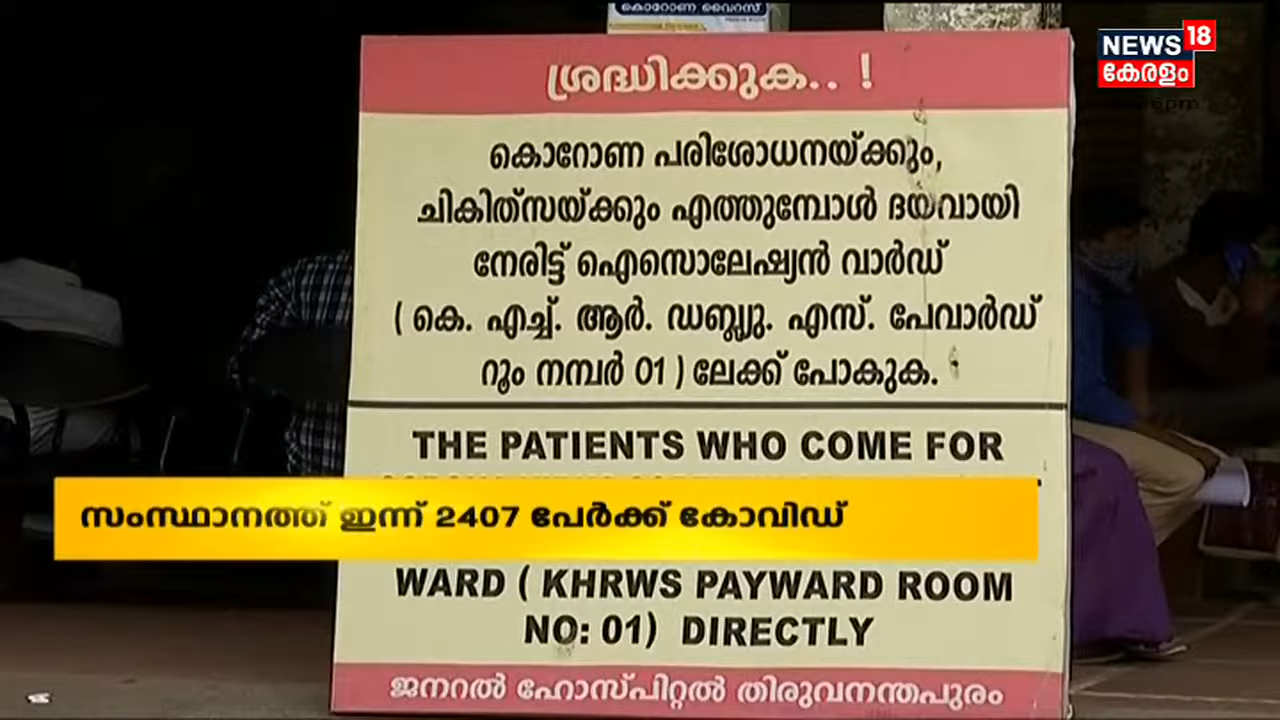 കൊറോണ വൈറസ്
NEWS 18
കേരളം
6pm
ശ്രദ്ധിക്കുക.. !
കൊറോണ പരിശോധനയ്ക്കും,
ചികിത്സയ്ക്കും എത്തുമ്പോൾ ദയവായി
നേരിട്ട് ഐസൊലേഷ്യൻ വാർഡ്
( കെ. എച്ച്. ആർ. ഡബ്ല്യു. എസ്. പേവാർഡ്
റൂം നമ്പർ 01 ) ലേക്ക് പോകുക.
THE PATIENTS WHO COME FOR
സംസ്ഥാനത്ത് ഇന്ന് 2407 പേർക്ക് കോവിഡ്
WARD ( KHRWS PAYWARD ROOM
NO: 01) DIRECTLY
ജനറൽ ഹോസ്പിറ്റൽ തിരുവനന്തപുരം